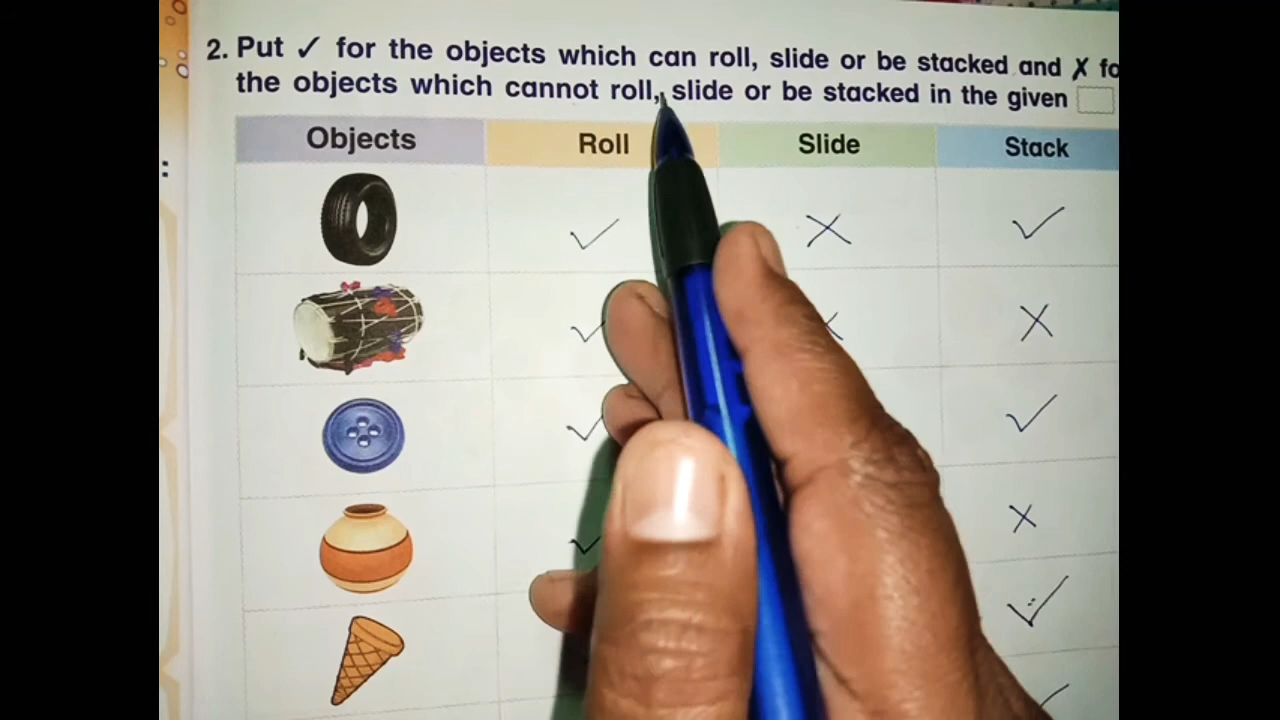 2. Put ✓ for the objects which can roll, slide or be stacked and ✗ fo
the objects which cannot roll, slide or be stacked in the given
Objects Roll Slide Stack
✓ ✗ ✓
✓ ✗
✓ ✓
✓ ✗
✓